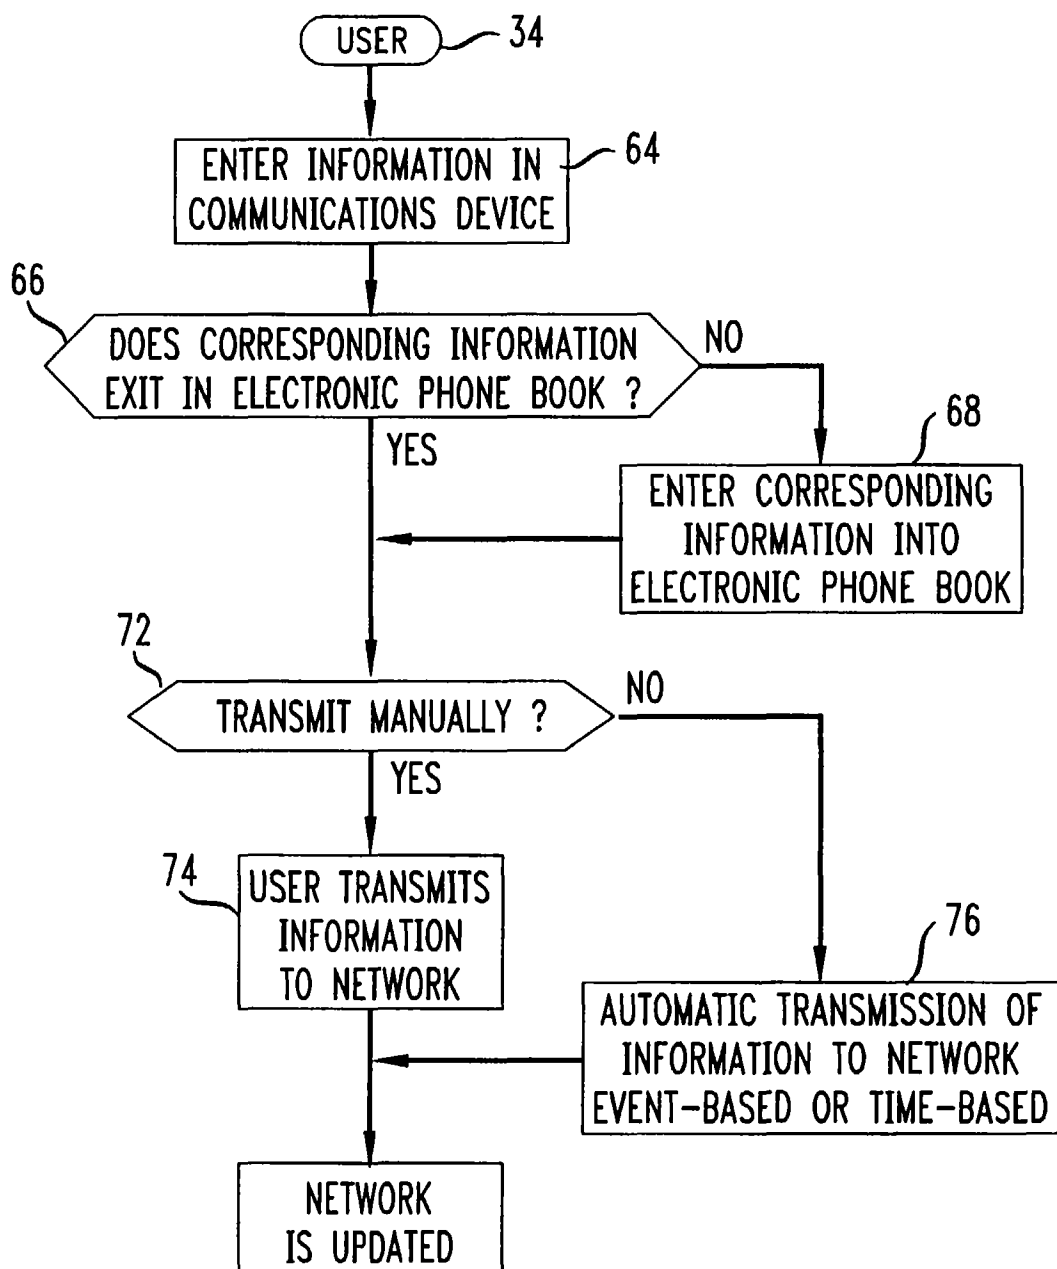 USER
34
ENTER INFORMATION IN
COMMUNICATIONS DEVICE
64
66
DOES CORRESPONDING INFORMATION
EXIT IN ELECTRONIC PHONE BOOK ?
NO
YES
68
ENTER CORRESPONDING
INFORMATION INTO
ELECTRONIC PHONE BOOK
72
TRANSMIT MANUALLY ?
NO
YES
74
USER TRANSMITS
INFORMATION
TO NETWORK
76
AUTOMATIC TRANSMISSION OF
INFORMATION TO NETWORK
EVENT-BASED OR TIME-BASED
NETWORK
IS UPDATED